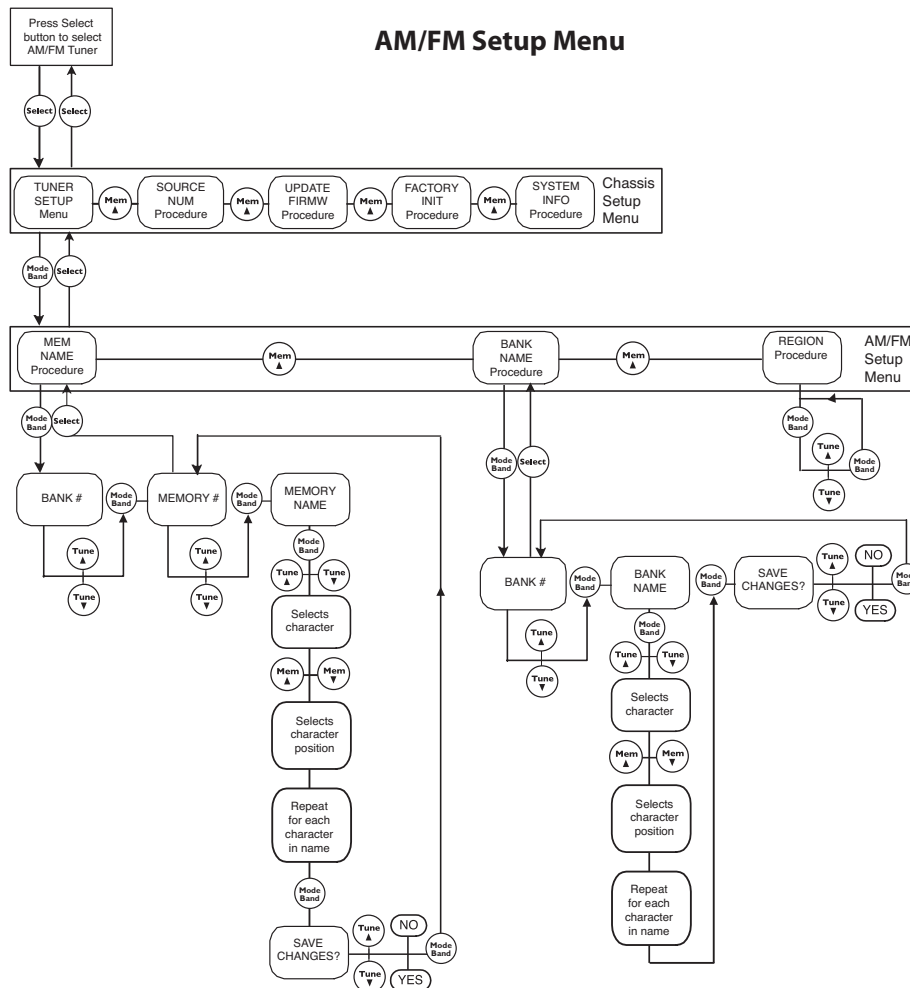 Press Select
button to select
AM/FM Tuner
AM/FM Setup Menu
Select
Select
TUNER
SETUP
Menu
Mem
SOURCE
NUM
Procedure
Mem
UPDATE
FIRMW
Procedure
Mem
FACTORY
INIT
Procedure
Mem
SYSTEM
INFO
Procedure
Chassis
Setup
Menu
Mode
Band
Select
MEM
NAME
Procedure
Mem
BANK
NAME
Procedure
Mem
REGION
Procedure
AM/FM
Setup
Menu
Mode
Band
Select
Mode
Band
Select
Mode
Band
Tune
Tune
Mode
Band
BANK #
Mode
Band
MEMORY #
Mode
Band
MEMORY
NAME
Tune
Tune
Tune
Tune
Mode
Band
Tune
Tune
Selects
character
Mem
Mem
Selects
character
position
Repeat
for each
character
in name
Mode
Band
SAVE
CHANGES?
Tune
Tune
NO
YES
Mode
Band
BANK #
Mode
Band
BANK
NAME
Tune
Tune
Mode
Band
Tune
Tune
Selects
character
Mem
Mem
Selects
character
position
Repeat
for each
character
in name
Mode
Band
SAVE
CHANGES?
Tune
Tune
NO
YES
Mode
Band